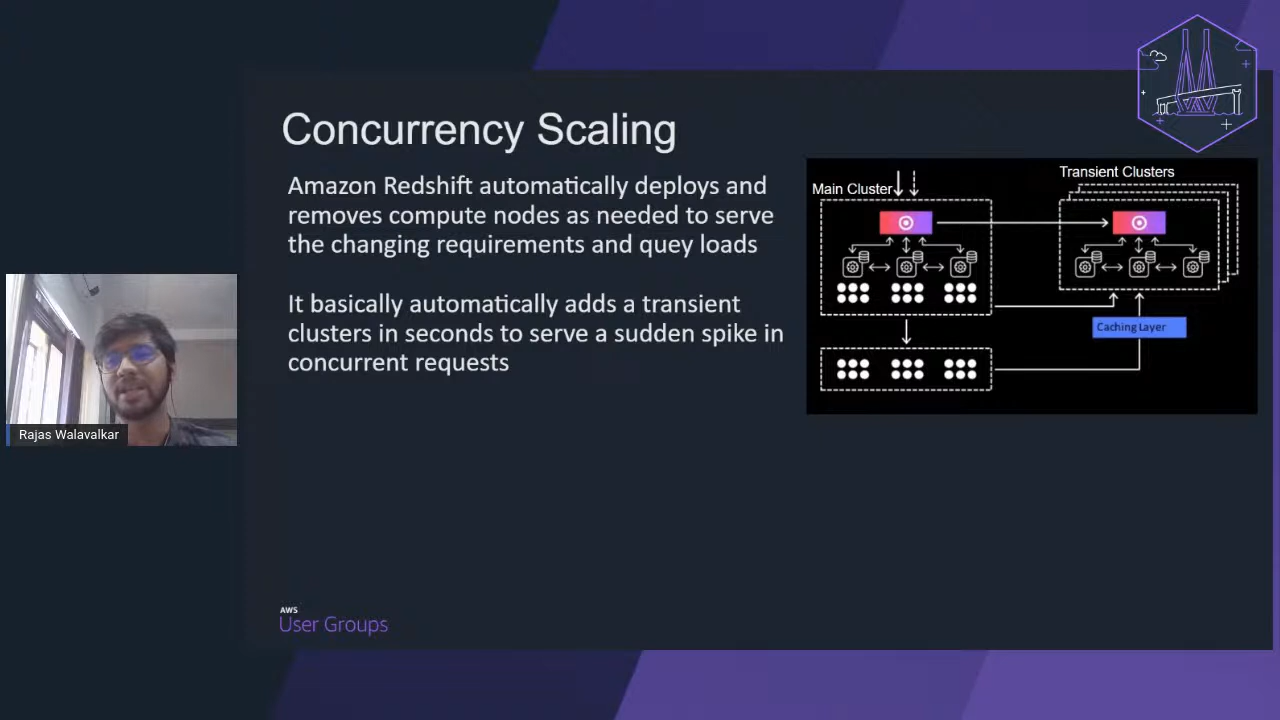 Concurrency Scaling
Amazon Redshift automatically deploys and
removes compute nodes as needed to serve
the changing requirements and quey loads
It basically automatically adds a transient
clusters in seconds to serve a sudden spike in
concurrent requests
Main Cluster
Transient Clusters
Caching Layer
Rajas Walavalkar
AWS
User Groups